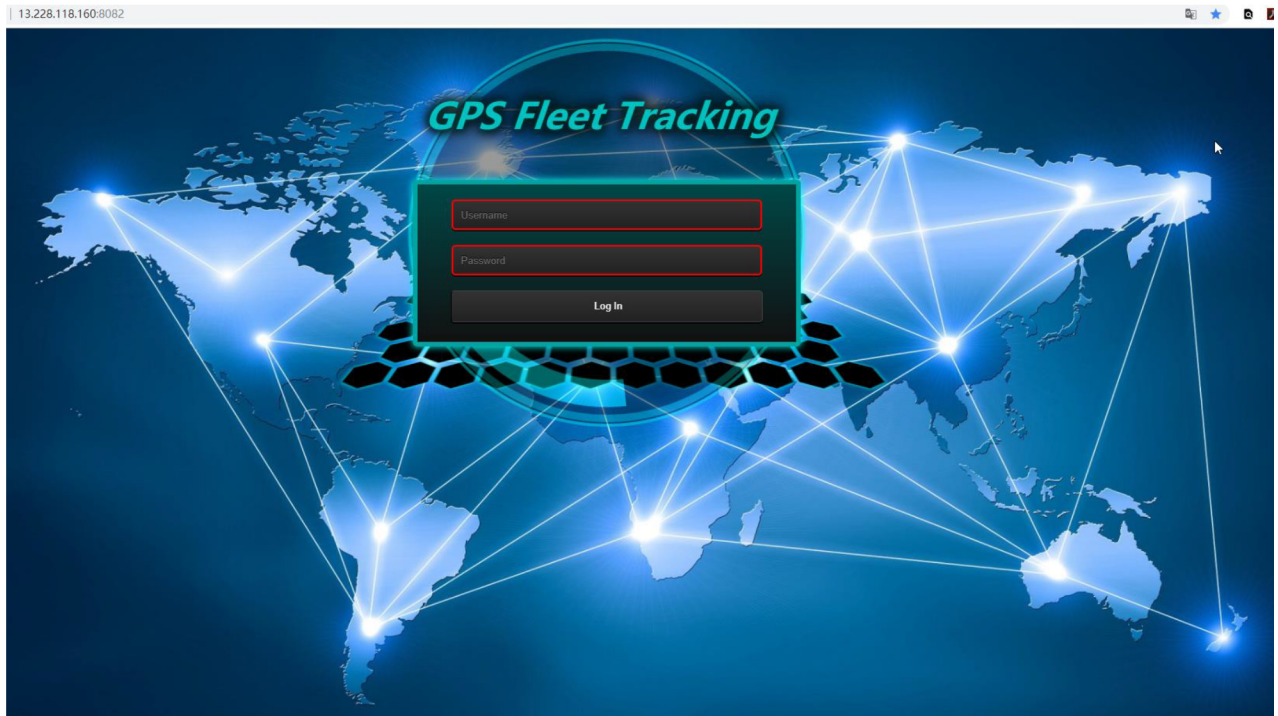 13.228.118.160:8082
GPS Fleet Tracking
Username
Password
Log In